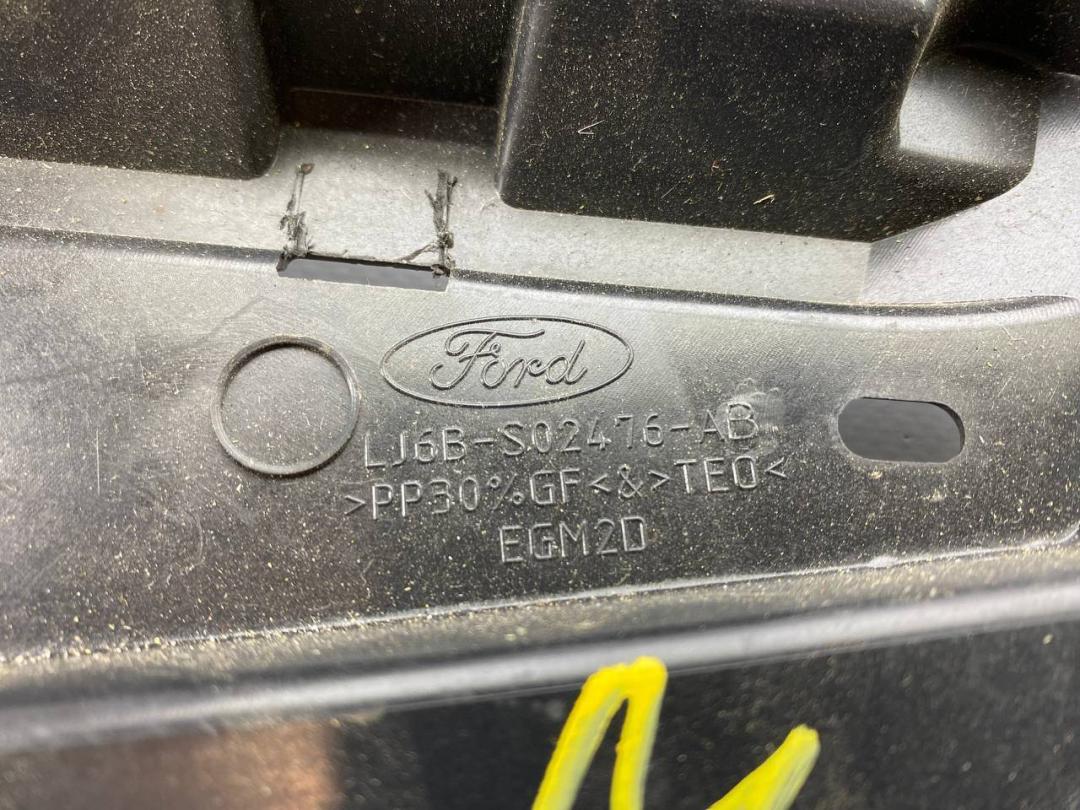 Ford
LJ6B-S02476-AB
>PP30%GF<&>TEO<
EGM2D